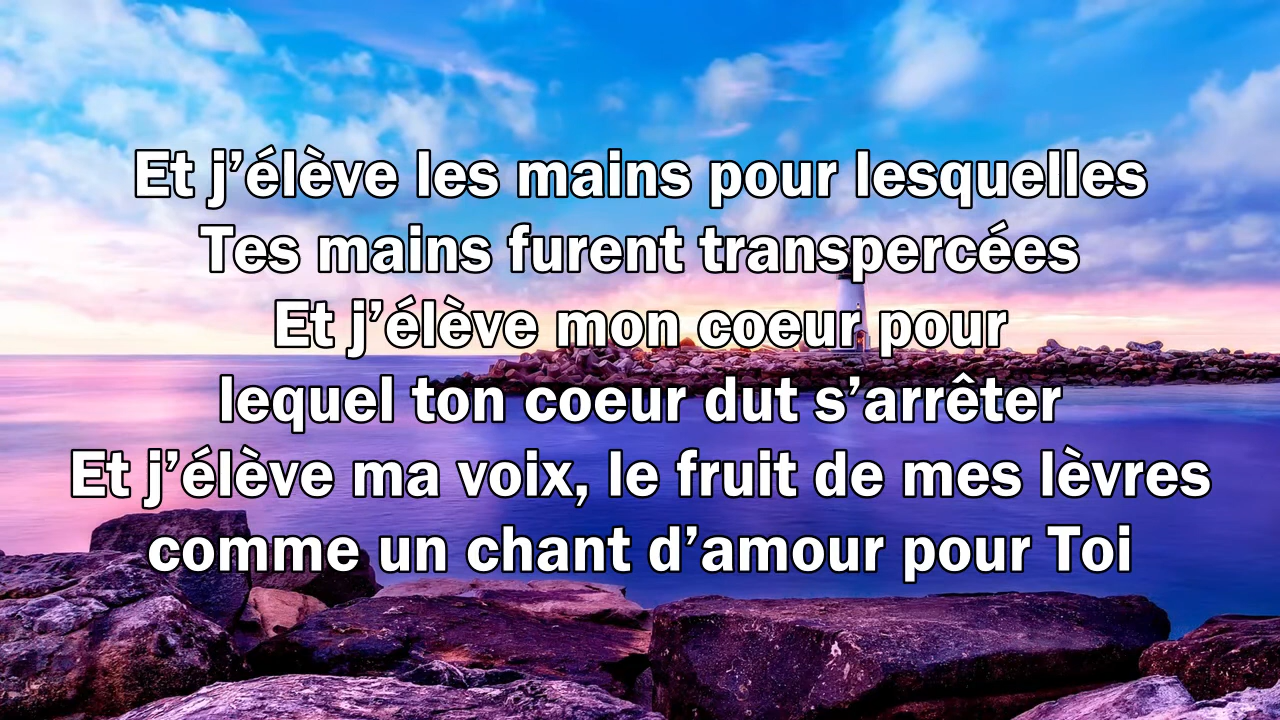 Et j’élève les mains pour lesquelles
Tes mains furent transpercées
Et j’élève mon coeur pour
lequel ton coeur dut s’arrêter
Et j’élève ma voix, le fruit de mes lèvres
comme un chant d’amour pour Toi